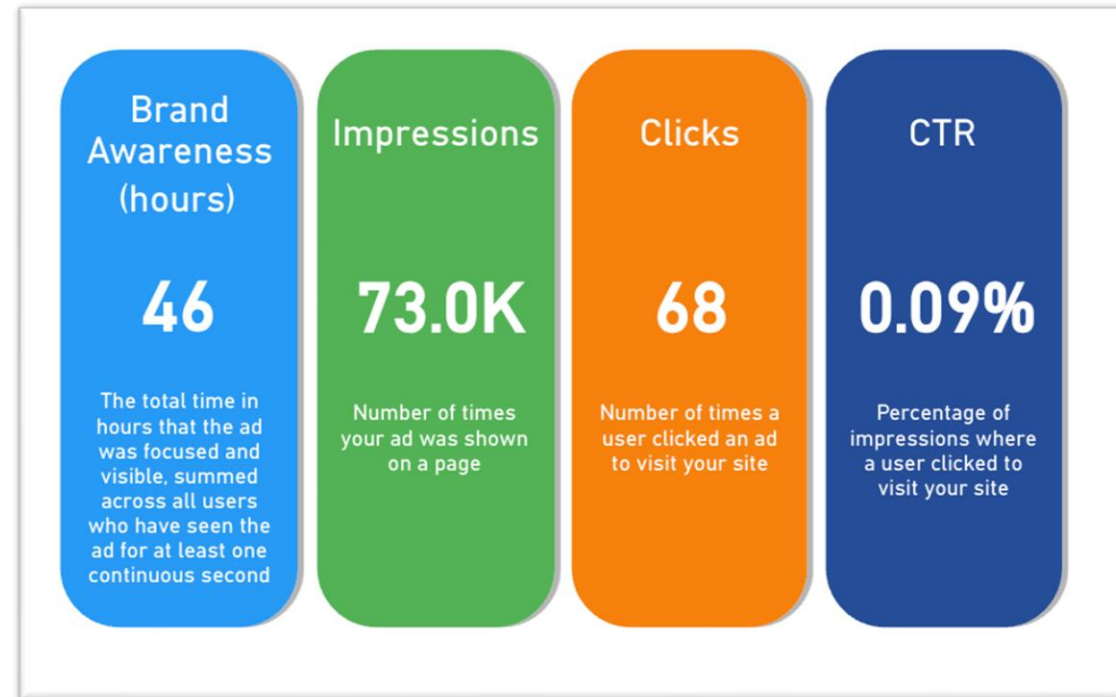 Brand
Awareness
(hours)
46
The total time in
hours that the ad
was focused and
visible, summed
across all users
who have seen the
ad for at least one
continuous second
Impressions
73.0K
Number of times
your ad was shown
on a page
Clicks
68
Number of times a
user clicked an ad
to visit your site
CTR
0.09%
Percentage of
impressions where
a user clicked to
visit your site